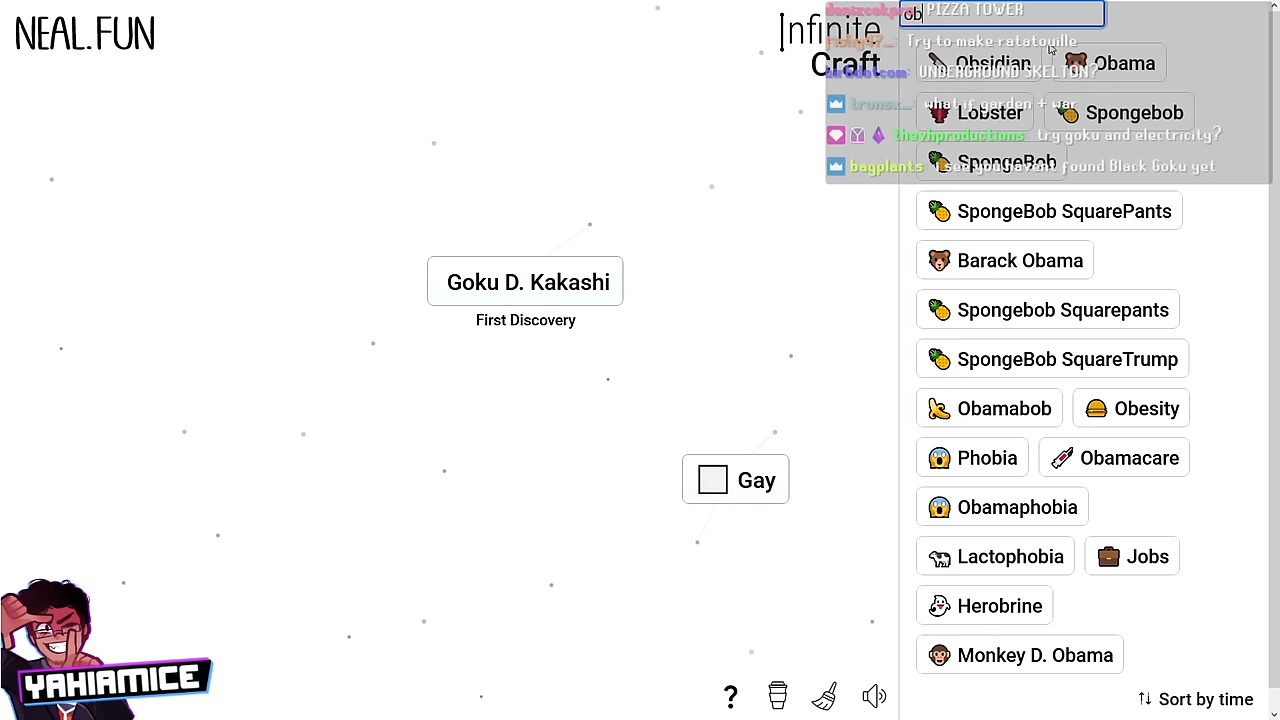 NEAL.FUN
Infinite
Craft
ob
PIZZA TOWER
Try to make ratatouille
Obsidian
Obama
UNDERGROUND SKELTON?
tronsx_: what if garden + war
Lobster
Spongebob
thevhproductions: try goku and electricity?
SpongeBob
bagplants
found Black Goku yet
SpongeBob SquarePants
Barack Obama
Goku D. Kakashi
First Discovery
Spongebob Squarepants
SpongeBob SquareTrump
Obamabob
Obesity
Phobia
Obamacare
Gay
Obamaphobia
Lactophobia
Jobs
Herobrine
Monkey D. Obama
YAHIAMICE
?
Sort by time